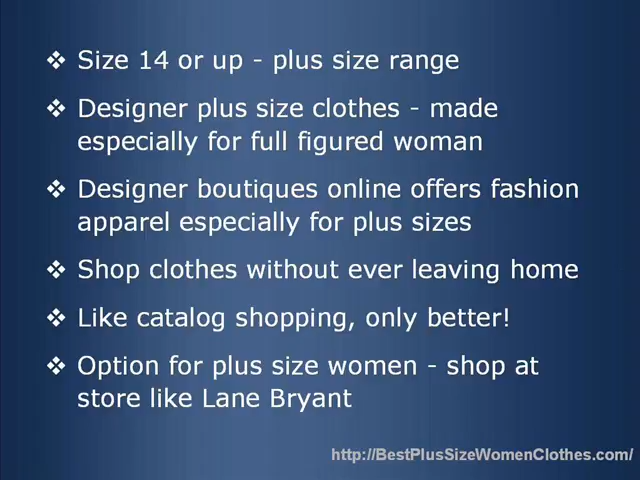 ❖ Size 14 or up - plus size range
❖ Designer plus size clothes - made
especially for full figured woman
❖ Designer boutiques online offers fashion
apparel especially for plus sizes
❖ Shop clothes without ever leaving home
❖ Like catalog shopping, only better!
❖ Option for plus size women - shop at
store like Lane Bryant
http://BestPlusSizeWomenClothes.com/